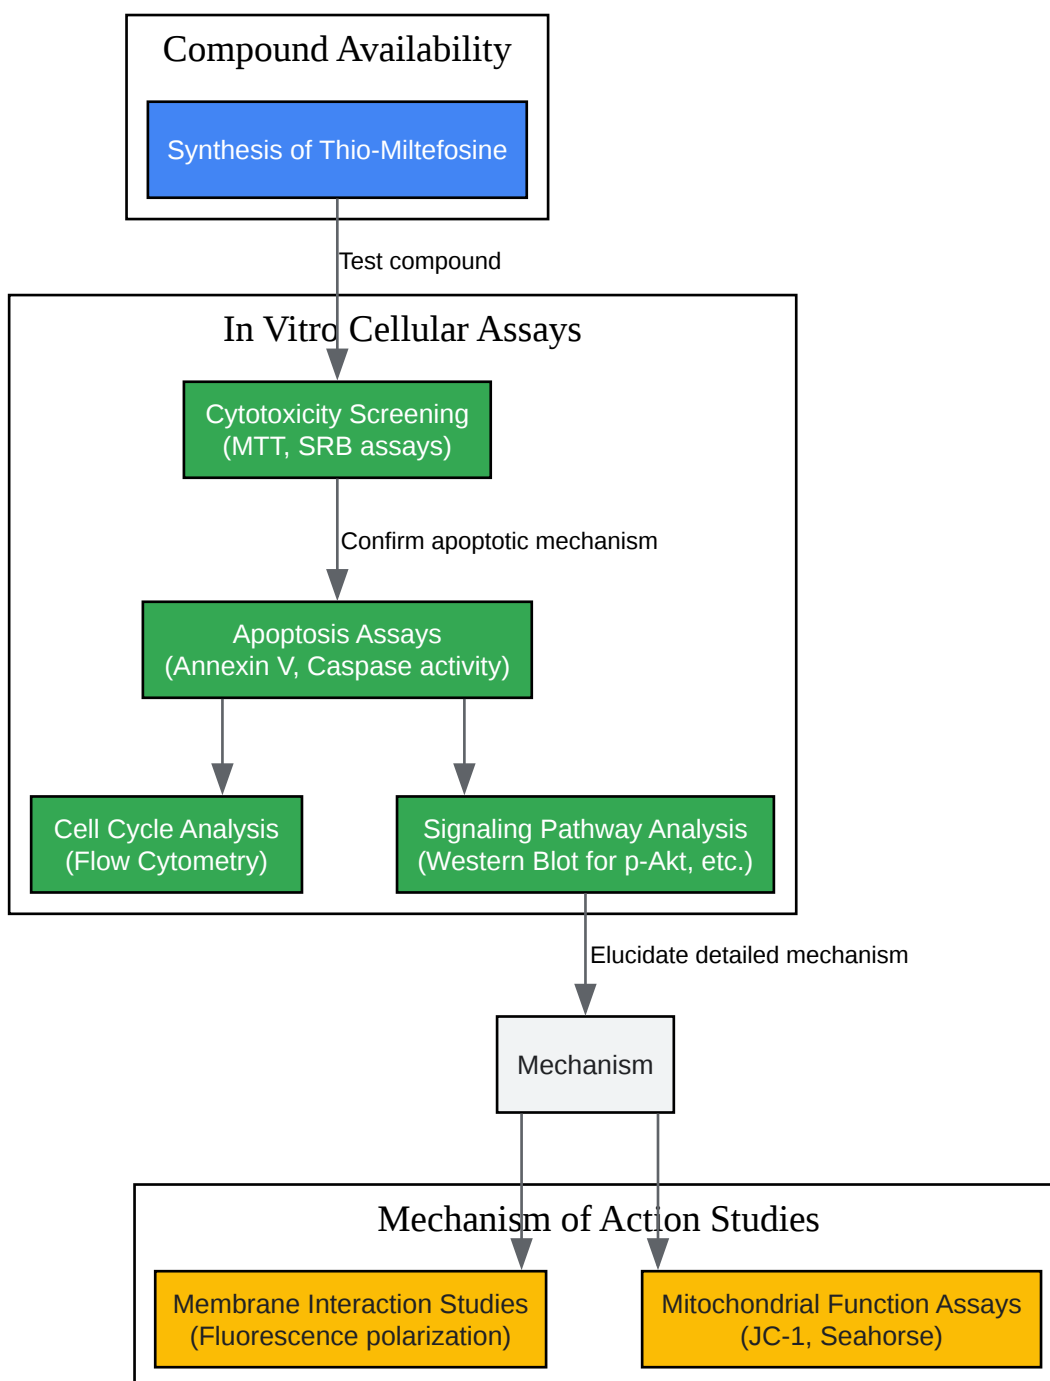 Compound Availability
Synthesis of Thio-Miltefosine
Test compound
In Vitro Cellular Assays
Cytotoxicity Screening
(MTT, SRB assays)
Confirm apoptotic mechanism
Apoptosis Assays
(Annexin V, Caspase activity)
Cell Cycle Analysis
(Flow Cytometry)
Signaling Pathway Analysis
(Western Blot for p-Akt, etc.)
Elucidate detailed mechanism
Mechanism
Mechanism of Action Studies
Membrane Interaction Studies
(Fluorescence polarization)
Mitochondrial Function Assays
(JC-1, Seahorse)